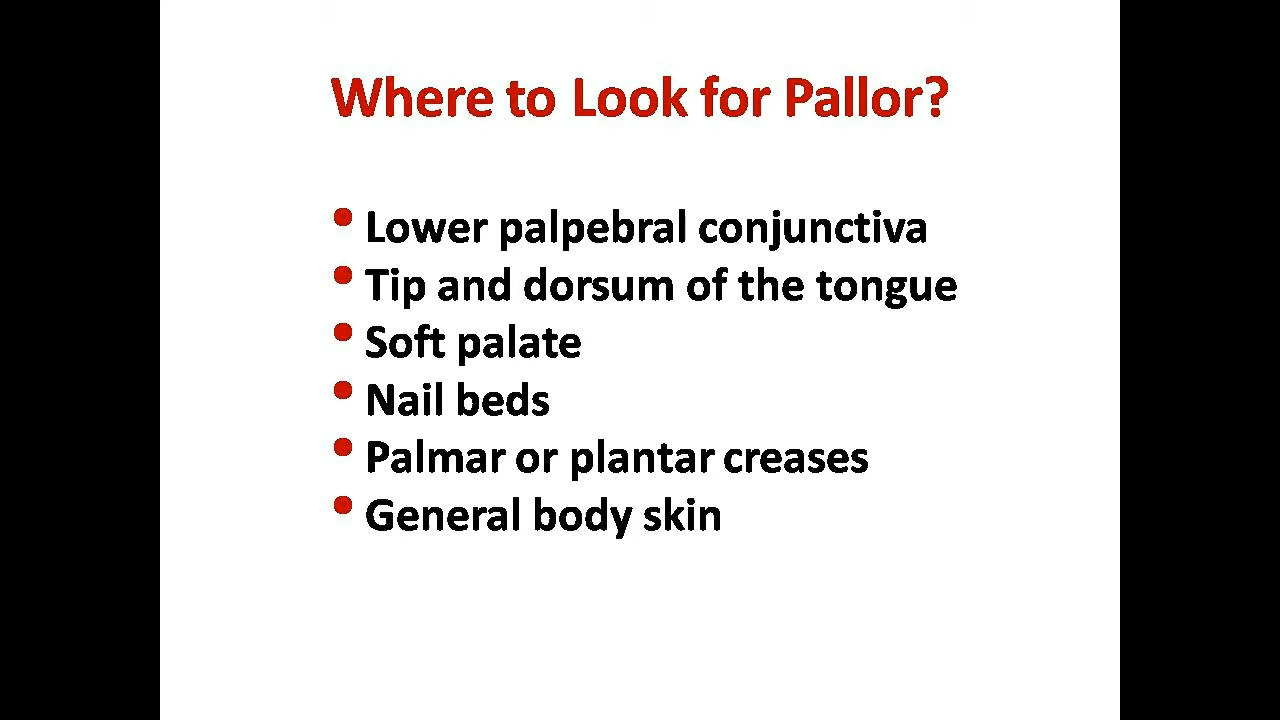 Where to Look for Pallor?
• Lower palpebral conjunctiva
• Tip and dorsum of the tongue
• Soft palate
• Nail beds
• Palmar or plantar creases
• General body skin